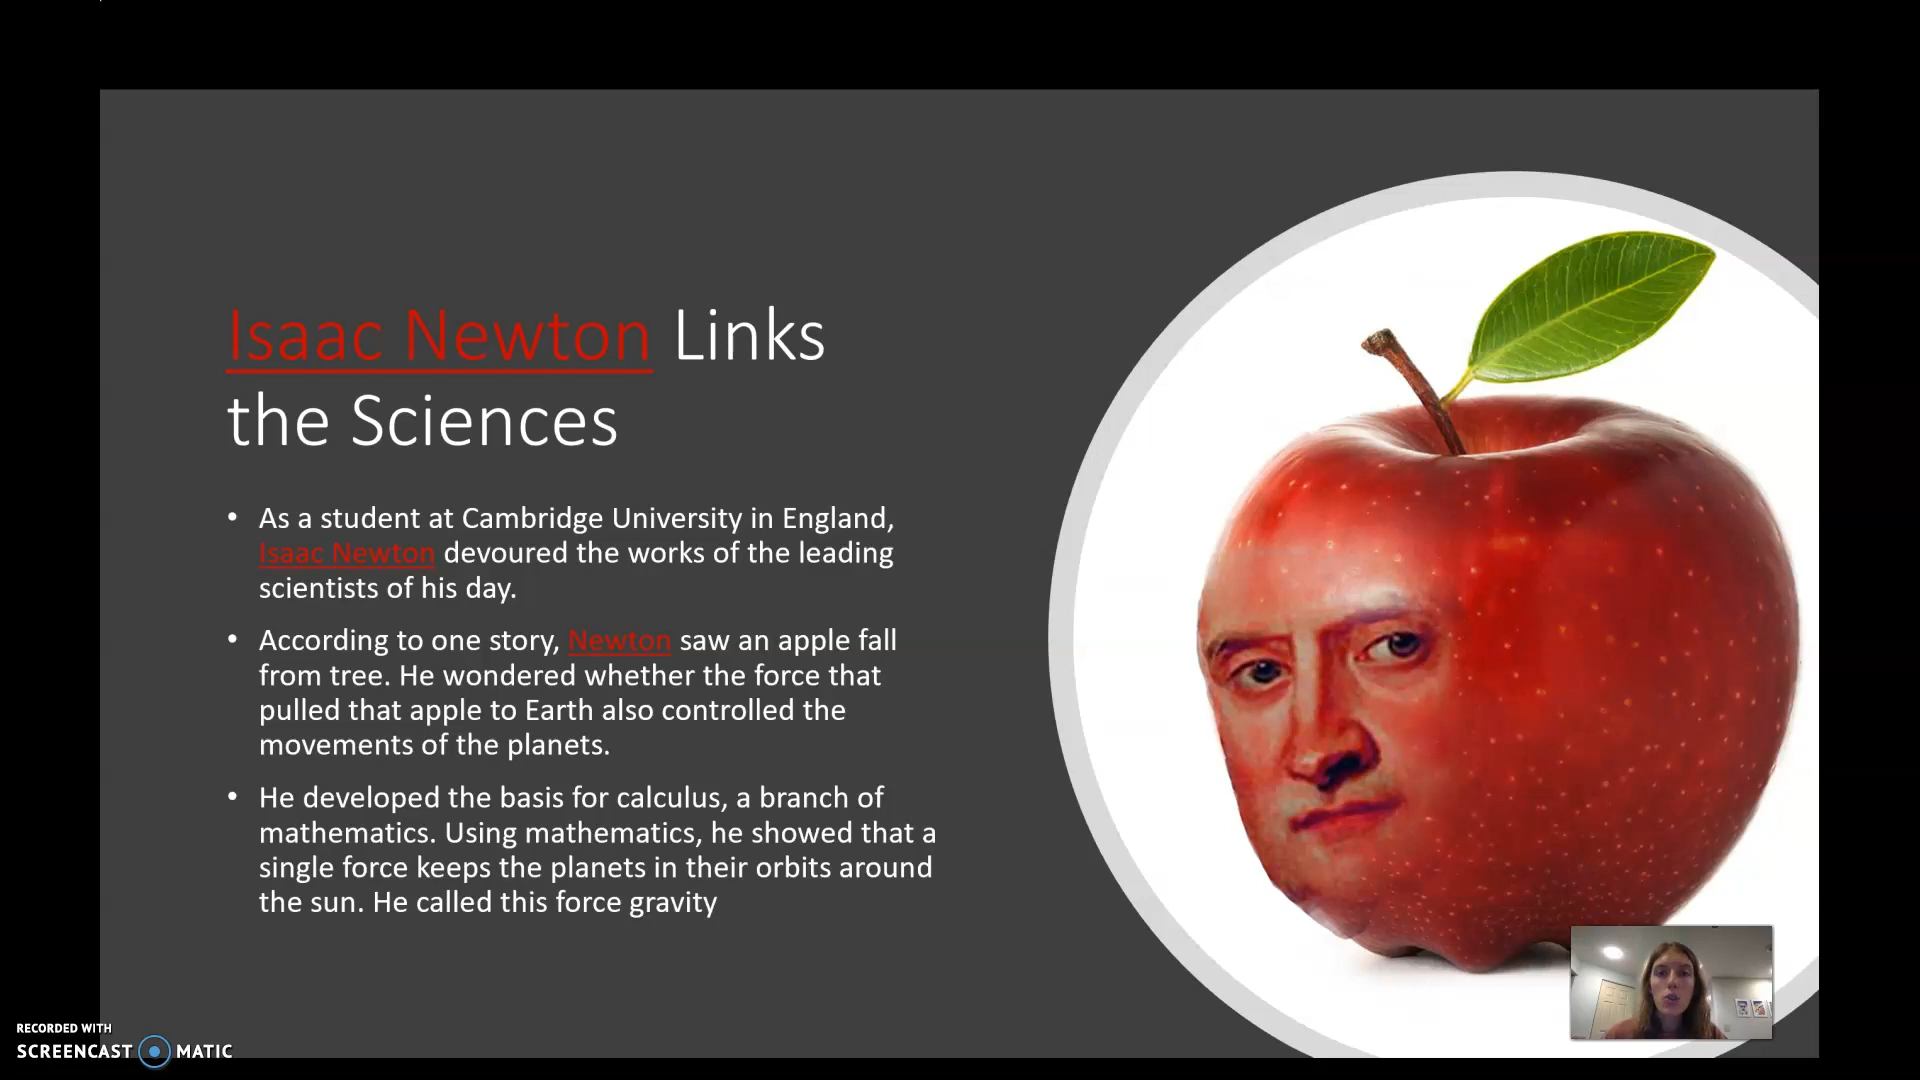 Isaac Newton Links
the Sciences
• As a student at Cambridge University in England,
Isaac Newton devoured the works of the leading
scientists of his day.
• According to one story, Newton saw an apple fall
from tree. He wondered whether the force that
pulled that apple to Earth also controlled the
movements of the planets.
• He developed the basis for calculus, a branch of
mathematics. Using mathematics, he showed that a
single force keeps the planets in their orbits around
the sun. He called this force gravity
RECORDED WITH
SCREENCAST MATIC